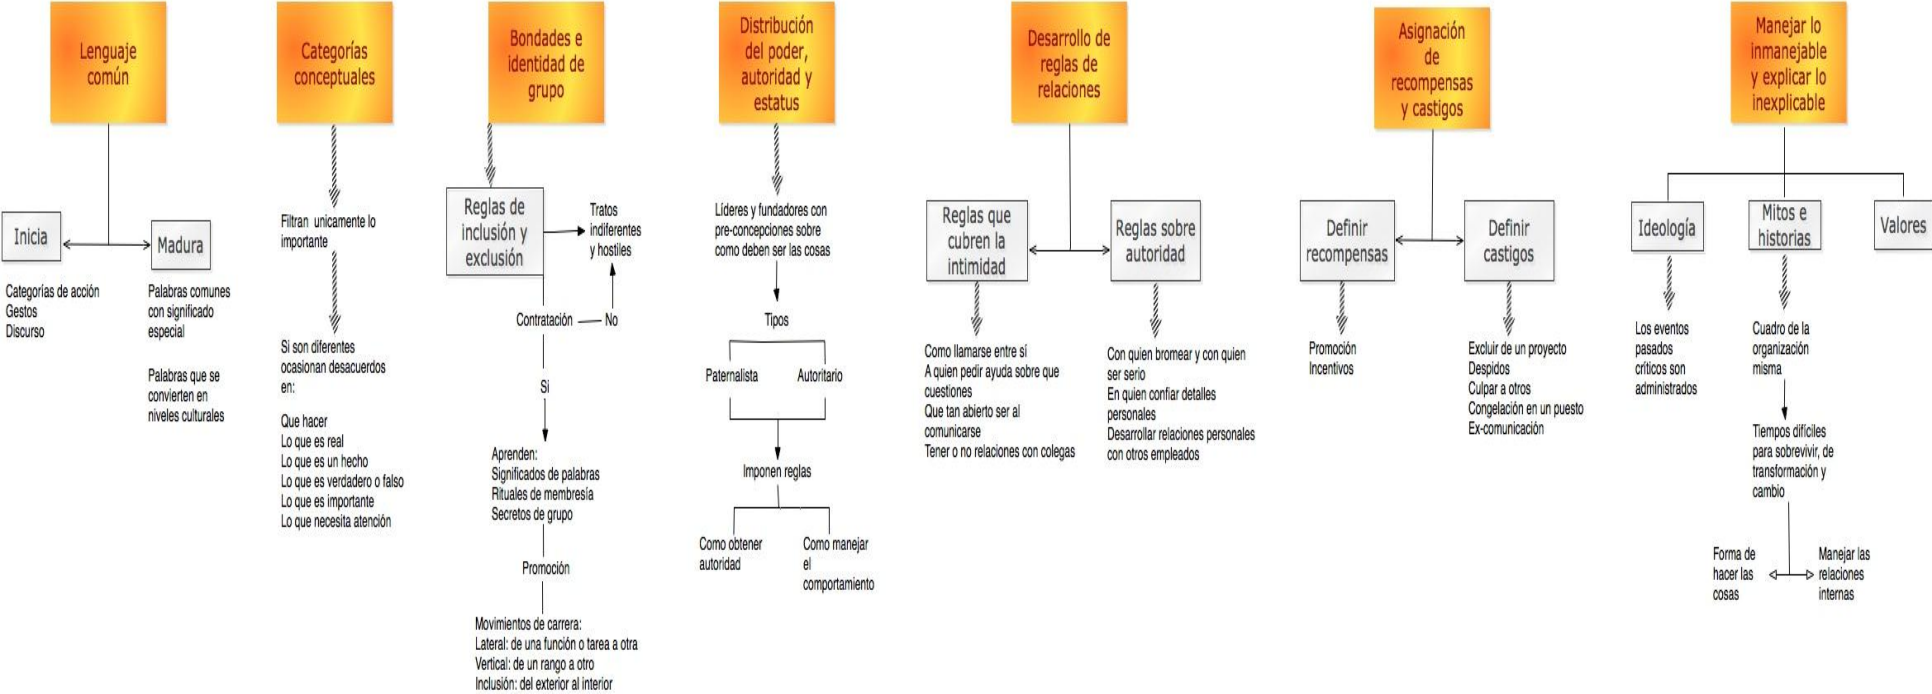 Lenguaje
común
Inicia
Madura
Categorías de acción
Gestos
Discurso
Palabras comunes
con significado
especial
Palabras que se
convierten en
niveles culturales
Categorías
conceptuales
Filtran unicamente lo
importante
Si son diferentes
ocasionan desacuerdos
en:
Que hacer
Lo que es real
Lo que es un hecho
Lo que es verdadero o falso
Lo que es importante
Lo que necesita atención
Bondades e
identidad de
grupo
Reglas de
inclusión y
exclusión
Tratos
indiferentes
y hostiles
Contratación
No
Si
Aprenden:
Significados de palabras
Rituales de membresía
Secretos de grupo
Promoción
Movimientos de carrera:
Lateral: de una función o tarea a otra
Vertical: de un rango a otro
Inclusión: del exterior al interior
Distribución
del poder,
autoridad y
estatus
Líderes y fundadores con
pre-concepciones sobre
como deben ser las cosas
Tipos
Paternalista
Autoritario
Imponen reglas
Como obtener
autoridad
Como manejar
el
comportamiento
Desarrollo de
reglas de
relaciones
Reglas que
cubren la
intimidad
Reglas sobre
autoridad
Como llamarse entre sí
A quien pedir ayuda sobre que
cuestiones
Que tan abierto ser al
comunicarse
Tener o no relaciones con colegas
Con quien bromear y con quien
ser serio
En quien confiar detalles
personales
Desarrollar relaciones personales
con otros empleados
Asignación
de
recompensas
y castigos
Definir
recompensas
Definir
castigos
Promoción
Incentivos
Excluir de un proyecto
Despidos
Culpar a otros
Congelación en un puesto
Ex-comunicación
Manejar lo
inmanejable
y explicar lo
inexplicable
Ideología
Mitos e
historias
Valores
Los eventos
pasados
críticos son
administrados
Cuadro de la
organización
misma
Tiempos difíciles
para sobrevivir, de
transformación y
cambio
Forma de
hacer las
cosas
Manejar las
relaciones
internas